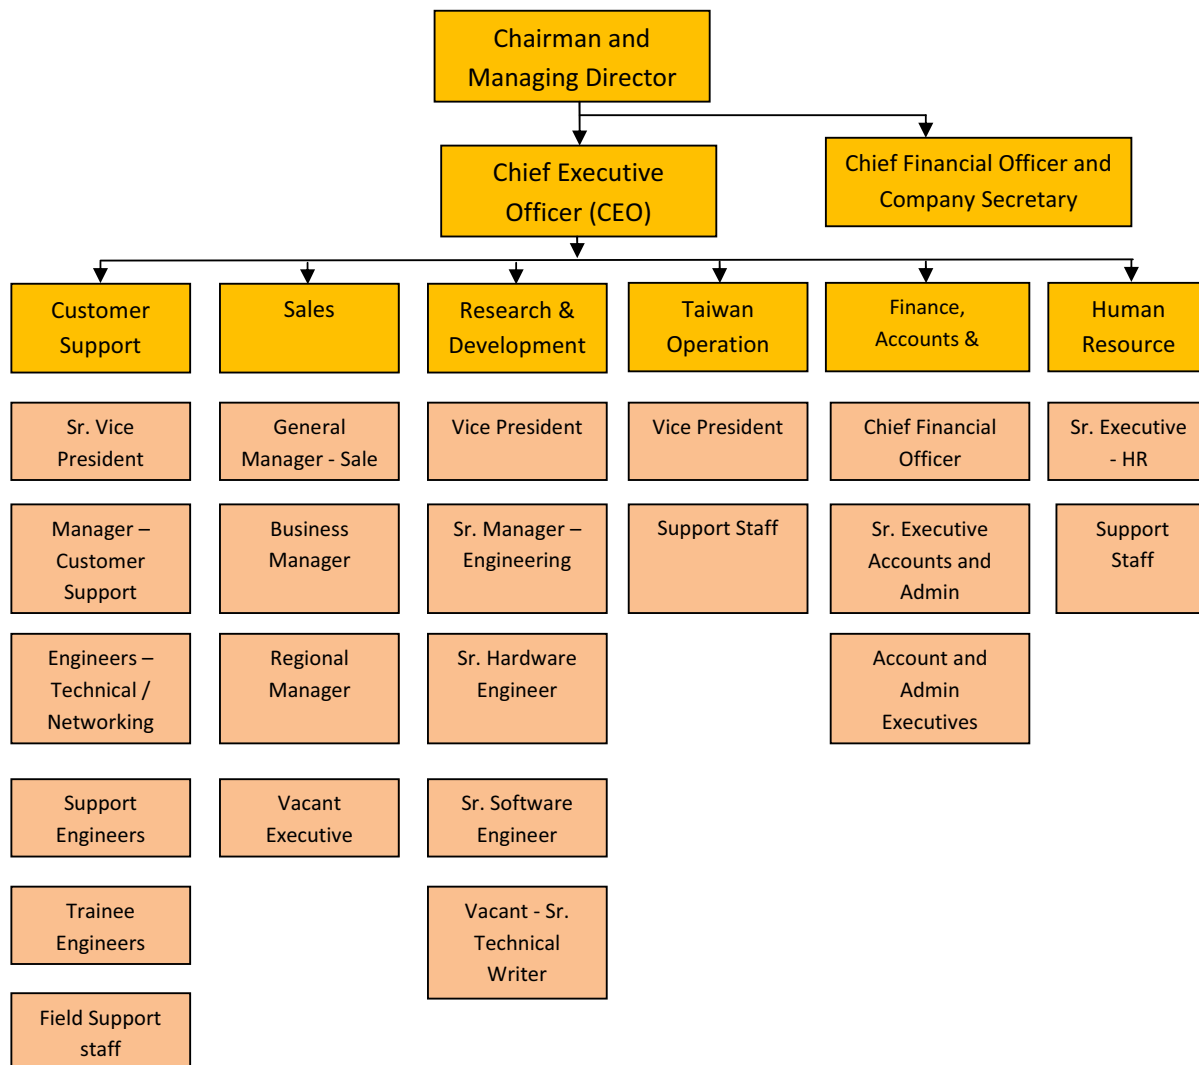 Chairman and
Managing Director
Chief Executive
Officer (CEO)
Chief Financial Officer and
Company Secretary
Customer
Support
Sales
Research &
Development
Taiwan
Operation
Finance,
Accounts &
Human
Resource
Sr. Vice
President
General
Manager - Sale
Vice President
Vice President
Chief Financial
Officer
Sr. Executive
- HR
Manager –
Customer
Support
Business
Manager
Sr. Manager –
Engineering
Support Staff
Sr. Executive
Accounts and
Admin
Support
Staff
Engineers –
Technical /
Networking
Regional
Manager
Sr. Hardware
Engineer
Account and
Admin
Executives
Support
Engineers
Vacant
Executive
Sr. Software
Engineer
Trainee
Engineers
Vacant - Sr.
Technical
Writer
Field Support
staff